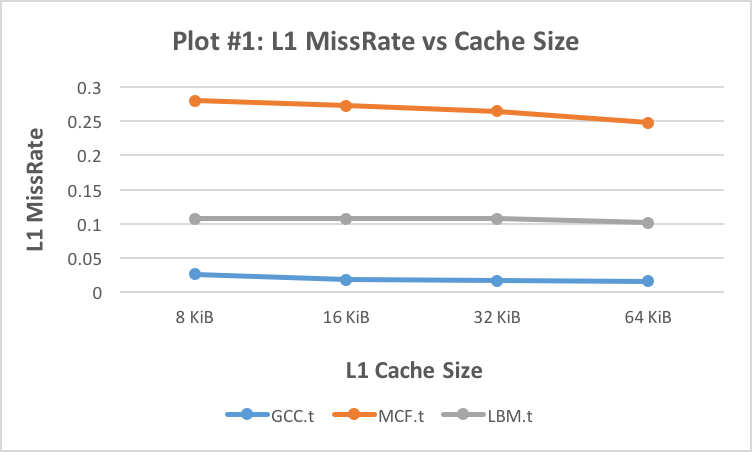 Plot #1: L1 MissRate vs Cache Size
L1 MissRate
0.3
0.25
0.2
0.15
0.1
0.05
0
8 KiB 16 KiB 32 KiB 64 KiB
L1 Cache Size
GCC.t MCF.t LBM.t